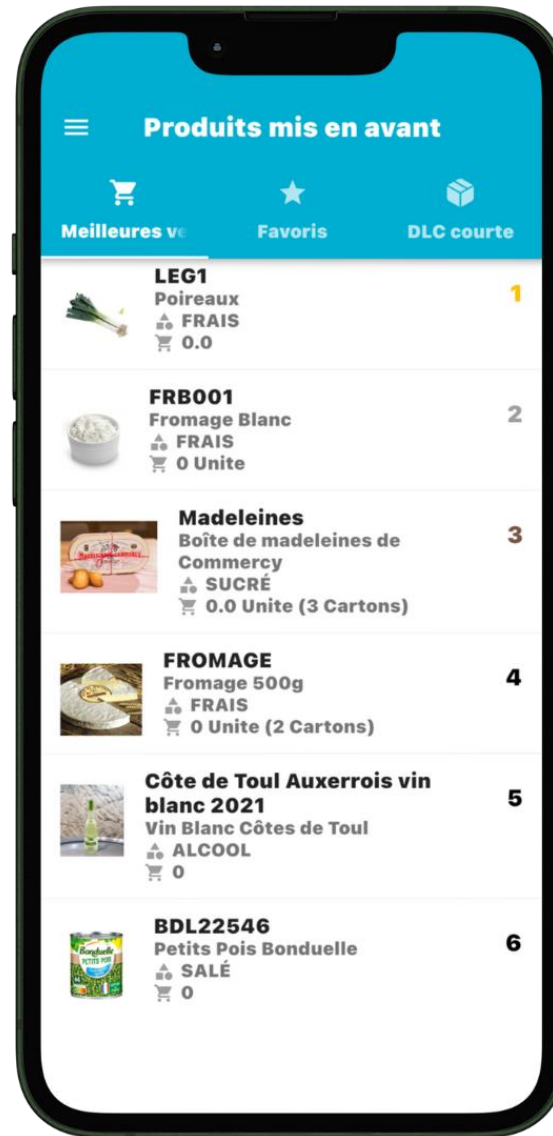 Produits mis en avant
Meilleures ve
Favoris
DLC courte
LEG1
1
Poireaux
FRAIS
0.0
FRB001
2
Fromage Blanc
FRAIS
0 Unite
Madeleines
3
Boîte de madeleines de
Commercy
SUCRÉ
0.0 Unite (3 Cartons)
FROMAGE
4
Fromage 500g
FRAIS
0 Unite (2 Cartons)
Côte de Toul Auxerrois vin
blanc 2021
5
Vin Blanc Côtes de Toul
ALCOOL
0
BDL22546
6
Petits Pois Bonduelle
SALÉ
0
Bonduelle
PETITS POIS